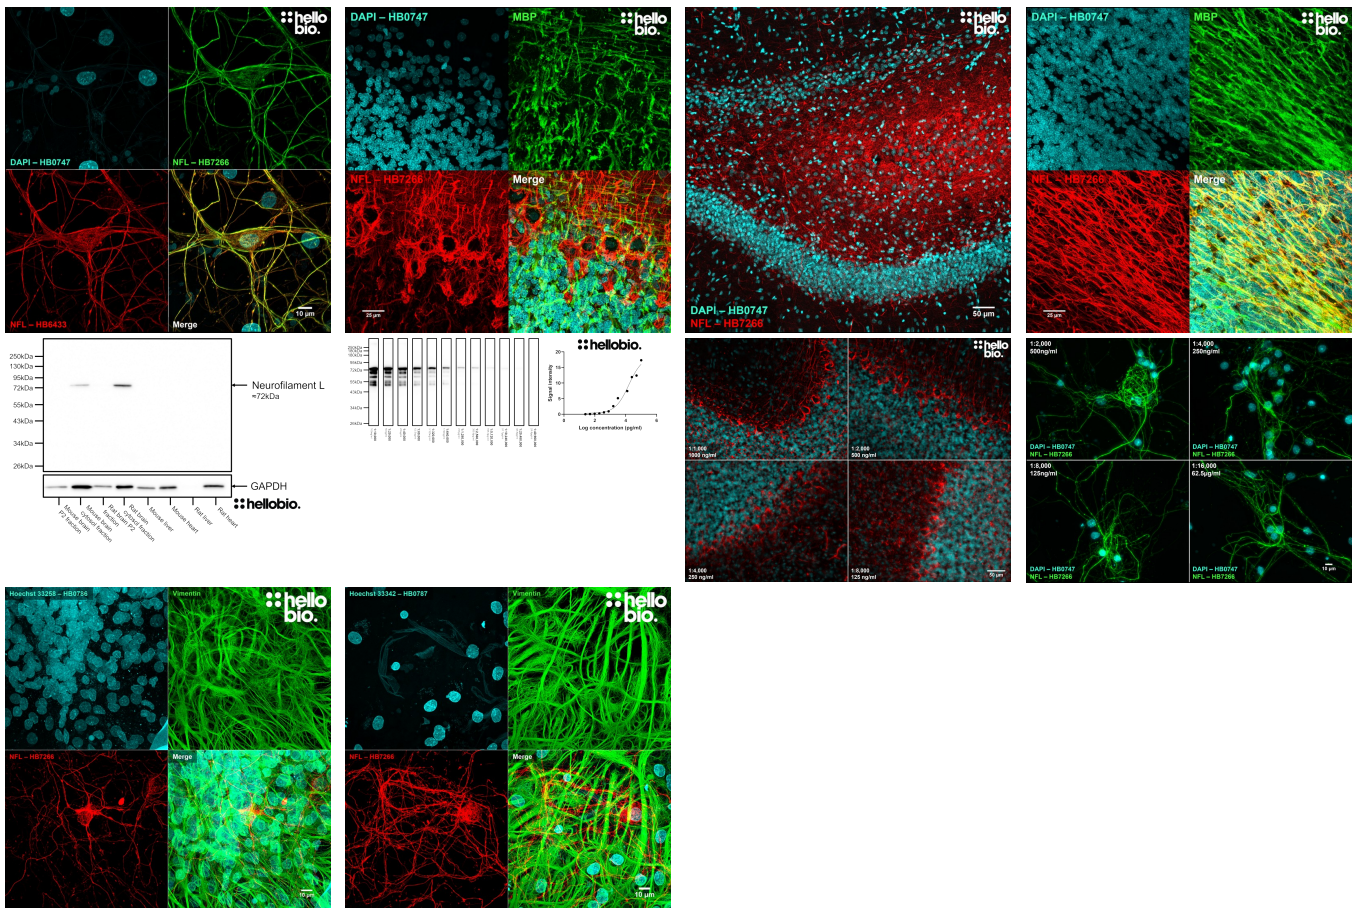 hello
bio.
DAPI – HB0747
NFL – HB7266
NFL – HB6433
Merge
10 µm
DAPI – HB0747
MBP
hello
bio.
NFL – HB7266
Merge
25 µm
hello
bio.
DAPI – HB0747
NFL – HB7266
50 µm
DAPI – HB0747
MBP
hello
bio.
NFL – HB7266
Merge
25 µm
250kDa
130kDa
95kDa
72kDa
55kDa
43kDa
34kDa
26kDa
Neurofilament L
≈72kDa
GAPDH
Mouse brain
P2 fraction
Mouse brain
cytosol fraction
Rat brain P2
fraction
Rat brain
cytosol fraction
Mouse liver
Mouse heart
Rat liver
Rat heart
hellobio.
hellobio.
Signal intensity
20
15
10
5
0
0
2
4
6
Log concentration (pg/ml)
hello
bio.
1:1,000
1000 ng/ml
1:2,000
500 ng/ml
1:4,000
250 ng/ml
1:8,000
125 ng/ml
50 µm
1:2,000
500ng/ml
1:4,000
250ng/ml
DAPI – HB0747
NFL – HB7266
DAPI – HB0747
NFL – HB7266
1:8,000
125ng/ml
1:16,000
62.5µg/ml
DAPI – HB0747
NFL – HB7266
DAPI – HB0747
NFL – HB7266
10 µm
Hoechst 33258 – HB0786
Vimentin
hello
bio.
NFL – HB7266
Merge
10 µm
Hoechst 33342 – HB0787
Vimentin
hello
bio.
NFL – HB7266
Merge
10 µm